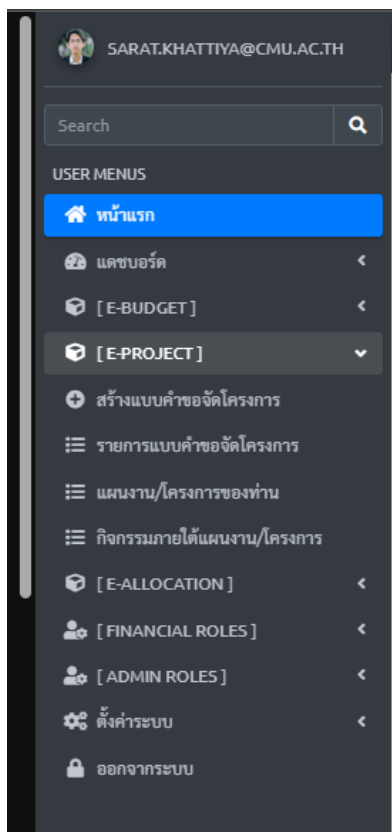 SARAT.KHATTIYA@CMU.AC.TH
Search
USER MENUS
หน้าแรก
แดชบอร์ด
[ E-BUDGET ]
[ E-PROJECT ]
สร้างแบบคำขอจัดโครงการ
รายการแบบคำขอจัดโครงการ
แผนงาน/โครงการของท่าน
กิจกรรมภายใต้แผนงาน/โครงการ
[ E-ALLOCATION ]
[ FINANCIAL ROLES ]
[ ADMIN ROLES ]
ตั้งค่าระบบ
ออกจากระบบ